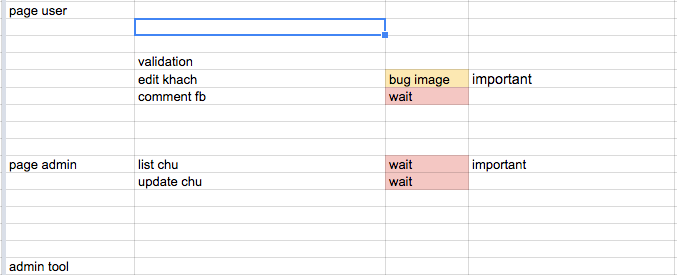 page user
validation
edit khach bug image important
comment fb wait
page admin list chu wait important
update chu wait
admin tool